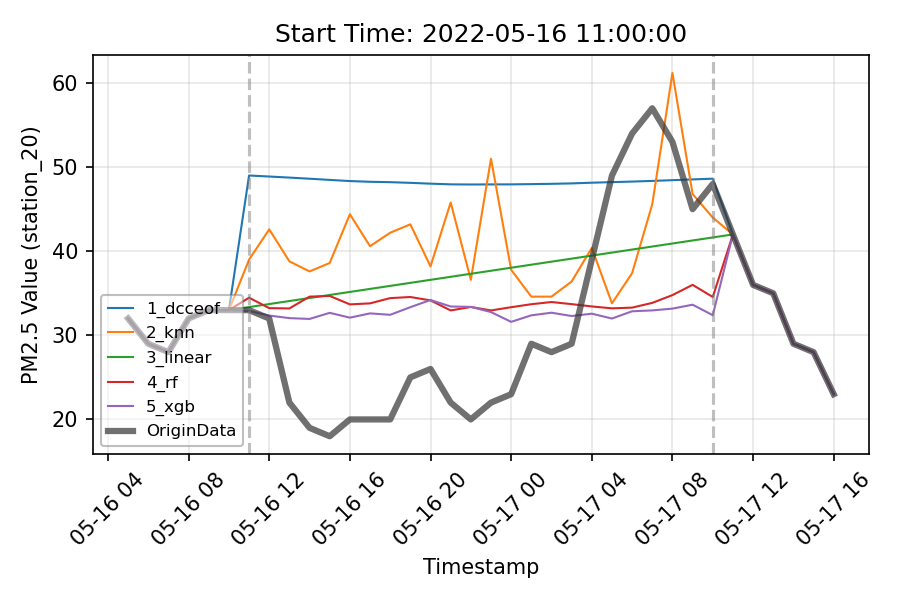 Start Time: 2022-05-16 11:00:00
PM2.5 Value (station_20)
60
50
40
30
20
1_dcceof
2_knn
3_linear
4_rf
5_xgb
OriginData
05-16 04
05-16 08
05-16 12
05-16 16
05-16 20
05-17 00
05-17 04
05-17 08
05-17 12
05-17 16
Timestamp